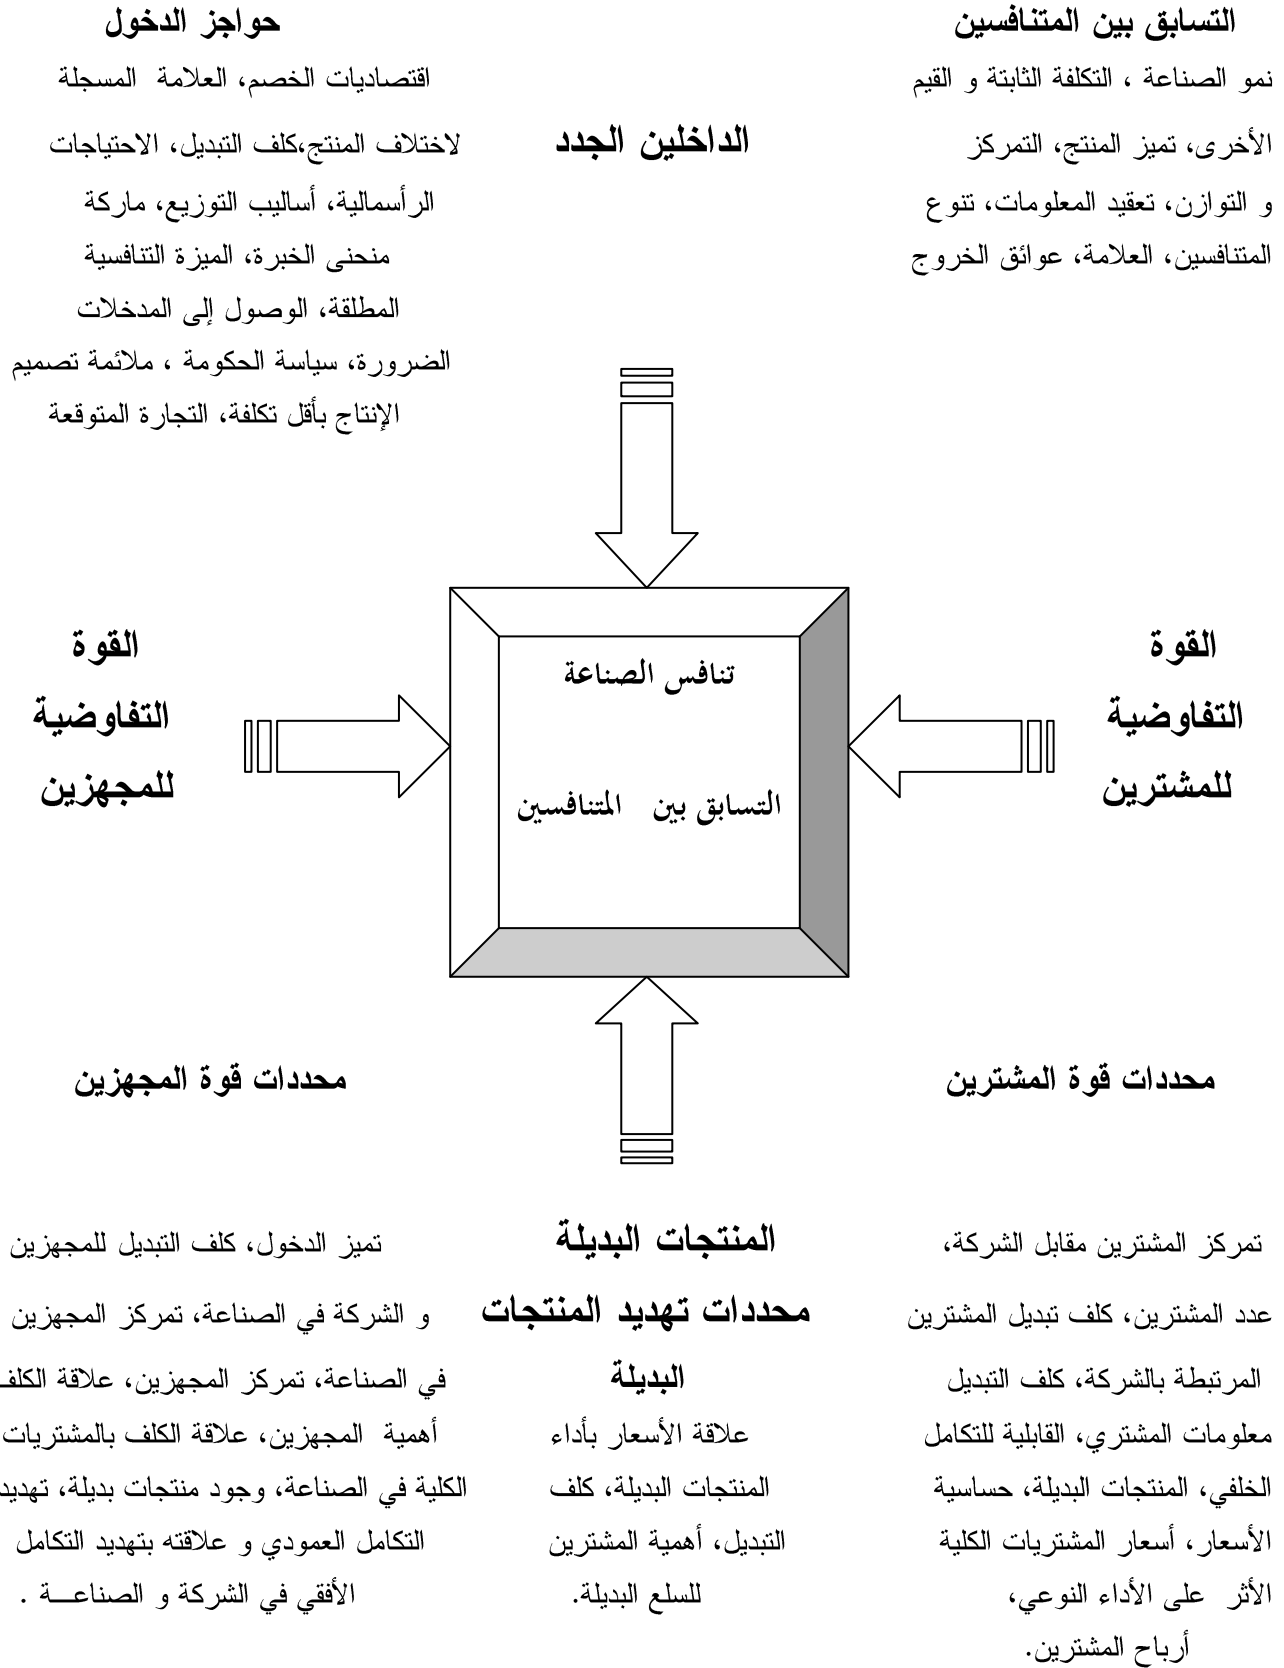 التسابق بين المتنافسين
نمو الصناعة ، التكلفة الثابتة و القيم
الأخرى، تميز المنتج، التمركز
و التوازن، تعقيد المعلومات، تنوع
المتنافسين، العلامة، عوائق الخروج
الداخلين الجدد
حواجز الدخول
اقتصاديات الخصم، العلامة المسجلة
لاختلاف المنتج،كلف التبديل، الاحتياجات
الرأسمالية، أساليب التوزيع، ماركة
منحنى الخبرة، الميزة التنافسية
المطلقة، الوصول إلى المدخلات
الضرورة، سياسة الحكومة ، ملائمة تصميم
الإنتاج بأقل تكلفة، التجارة المتوقعة
القوة
التفاوضية
للمشترين
تنافس الصناعة
التسابق بين المتنافسين
القوة
التفاوضية
للمجهزين
محددات قوة المشترين
تمركز المشترين مقابل الشركة،
عدد المشترين، كلف تبديل المشترين
المرتبطة بالشركة، كلف التبديل
معلومات المشتري، القابلية للتكامل
الخلفي، المنتجات البديلة، حساسية
الأسعار، أسعار المشتريات الكلية
الأثر على الأداء النوعي،
أرباح المشترين.
المنتجات البديلة
محددات تهديد المنتجات
البديلة
علاقة الأسعار بأداء
المنتجات البديلة، كلف
التبديل، أهمية المشترين
للسلع البديلة.
محددات قوة المجهزين
تميز الدخول، كلف التبديل للمجهزين
و الشركة في الصناعة، تمركز المجهزين
في الصناعة، تمركز المجهزين، علاقة الكلف
أهمية المجهزين، علاقة الكلف بالمشتريات
الكلية في الصناعة، وجود منتجات بديلة، تهديد
التكامل العمودي و علاقته بتهديد التكامل
الأفقي في الشركة و الصناعـــة .